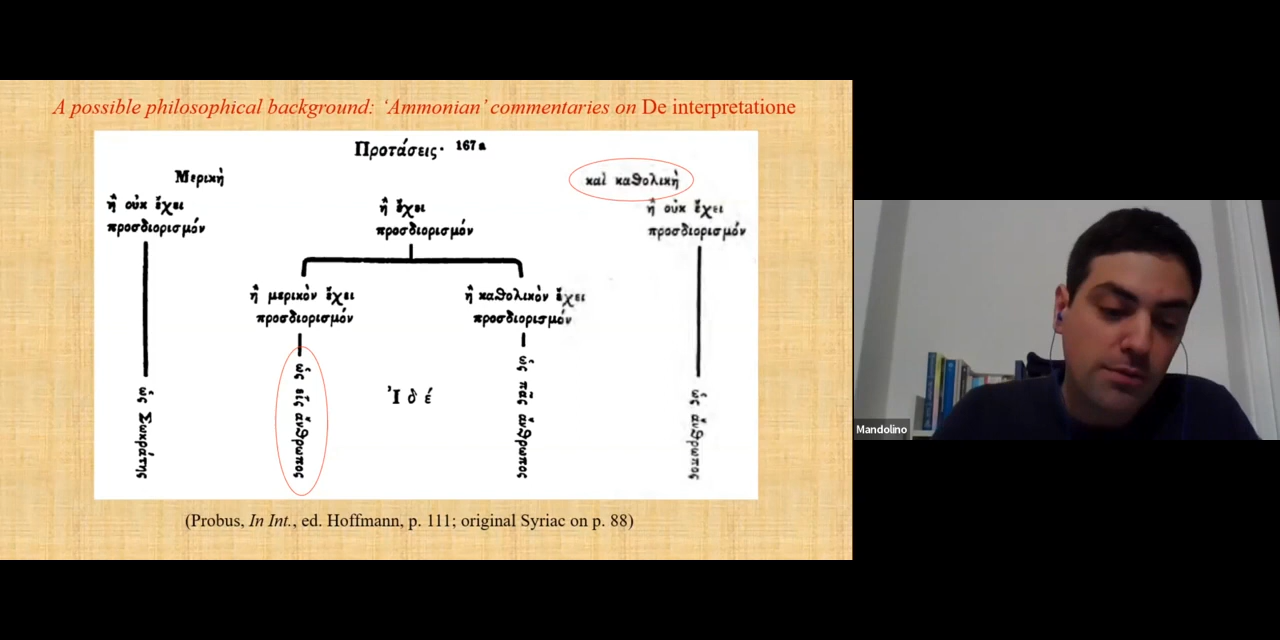 A possible philosophical background: ‘Ammonian’ commentaries on De interpretatione
Προτάσεις· 167a
Μερικὴ
καὶ καθολικὴ
ἢ οὐκ ἔχει
προσδιορισμόν
ἢ ἔχει
προσδιορισμόν
ἢ οὐκ ἔχει
προσδιορισμόν
ἢ μερικὸν ἔχει
προσδιορισμόν
ἢ καθολικὸν ἔχει
προσδιορισμόν
ὡς Σωκράτης
ὡς εἷς ἄνθρωπος
Ἰδέ
ὡς πᾶς ἄνθρωπος
ὡς ἄνθρωπος
(Probus, In Int., ed. Hoffmann, p. 111; original Syriac on p. 88)
Mandolino